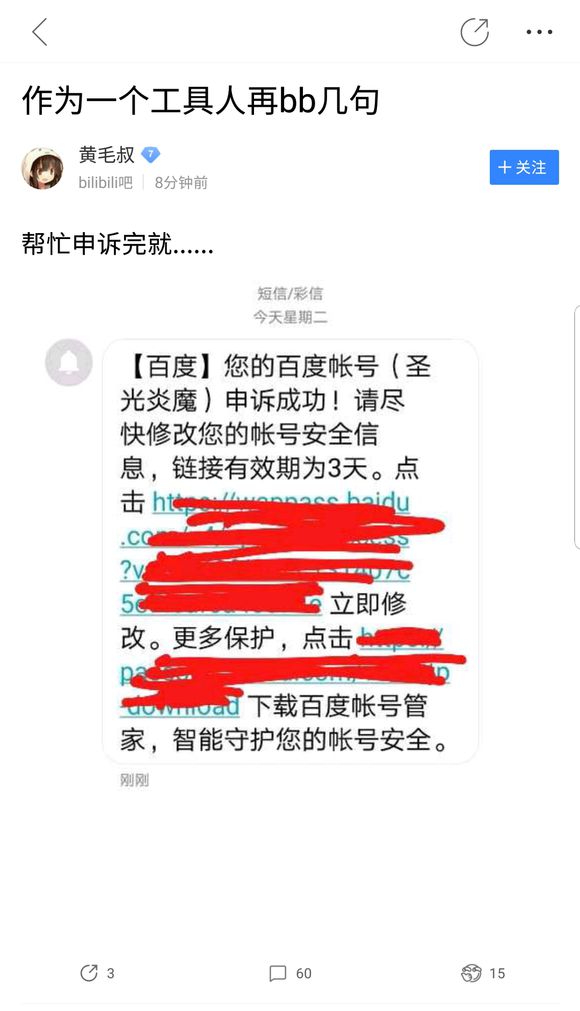 作为一个工具人再bb几句
黄毛叔 7
bilibili吧 8分钟前
+ 关注
帮忙申诉完就......
短信/彩信
今天星期二
【百度】您的百度帐号（圣
光炎魔）申诉成功！请尽
快修改您的帐号安全信
息，链接有效期为3天。点
击 https://wappass.baidu
立即修
改。更多保护，点击
download 下载百度帐号管
家，智能守护您的帐号安全。
刚刚
3 60 15